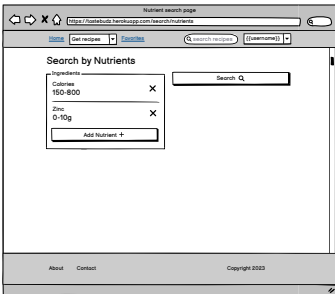 Nutrient search page
https://tastebudz.herokuapp.com/search/nutrients
Home Get recipes Favorites search recipes {{username}}
Search by Nutrients
Ingredients
Calories
150-800
Zinc
0-10g
Add Nutrient +
Search
About Contact Copyright 2023